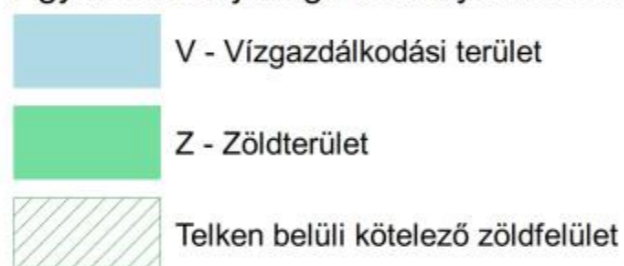 V - Vízgazdálkodási terület
Z - Zöldterület
Telken belüli kötelező zöldfelület